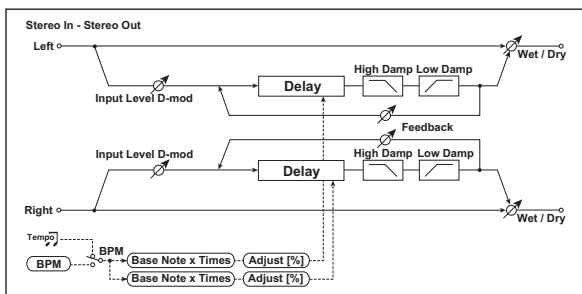 Stereo In - Stereo Out
Left
Wet / Dry
High Damp Low Damp
Delay
Input Level D-mod
Feedback
Input Level D-mod
High Damp Low Damp
Delay
Right
Wet / Dry
Tempo
BPM
BPM
Base Note x Times
Adjust [%]
Base Note x Times
Adjust [%]